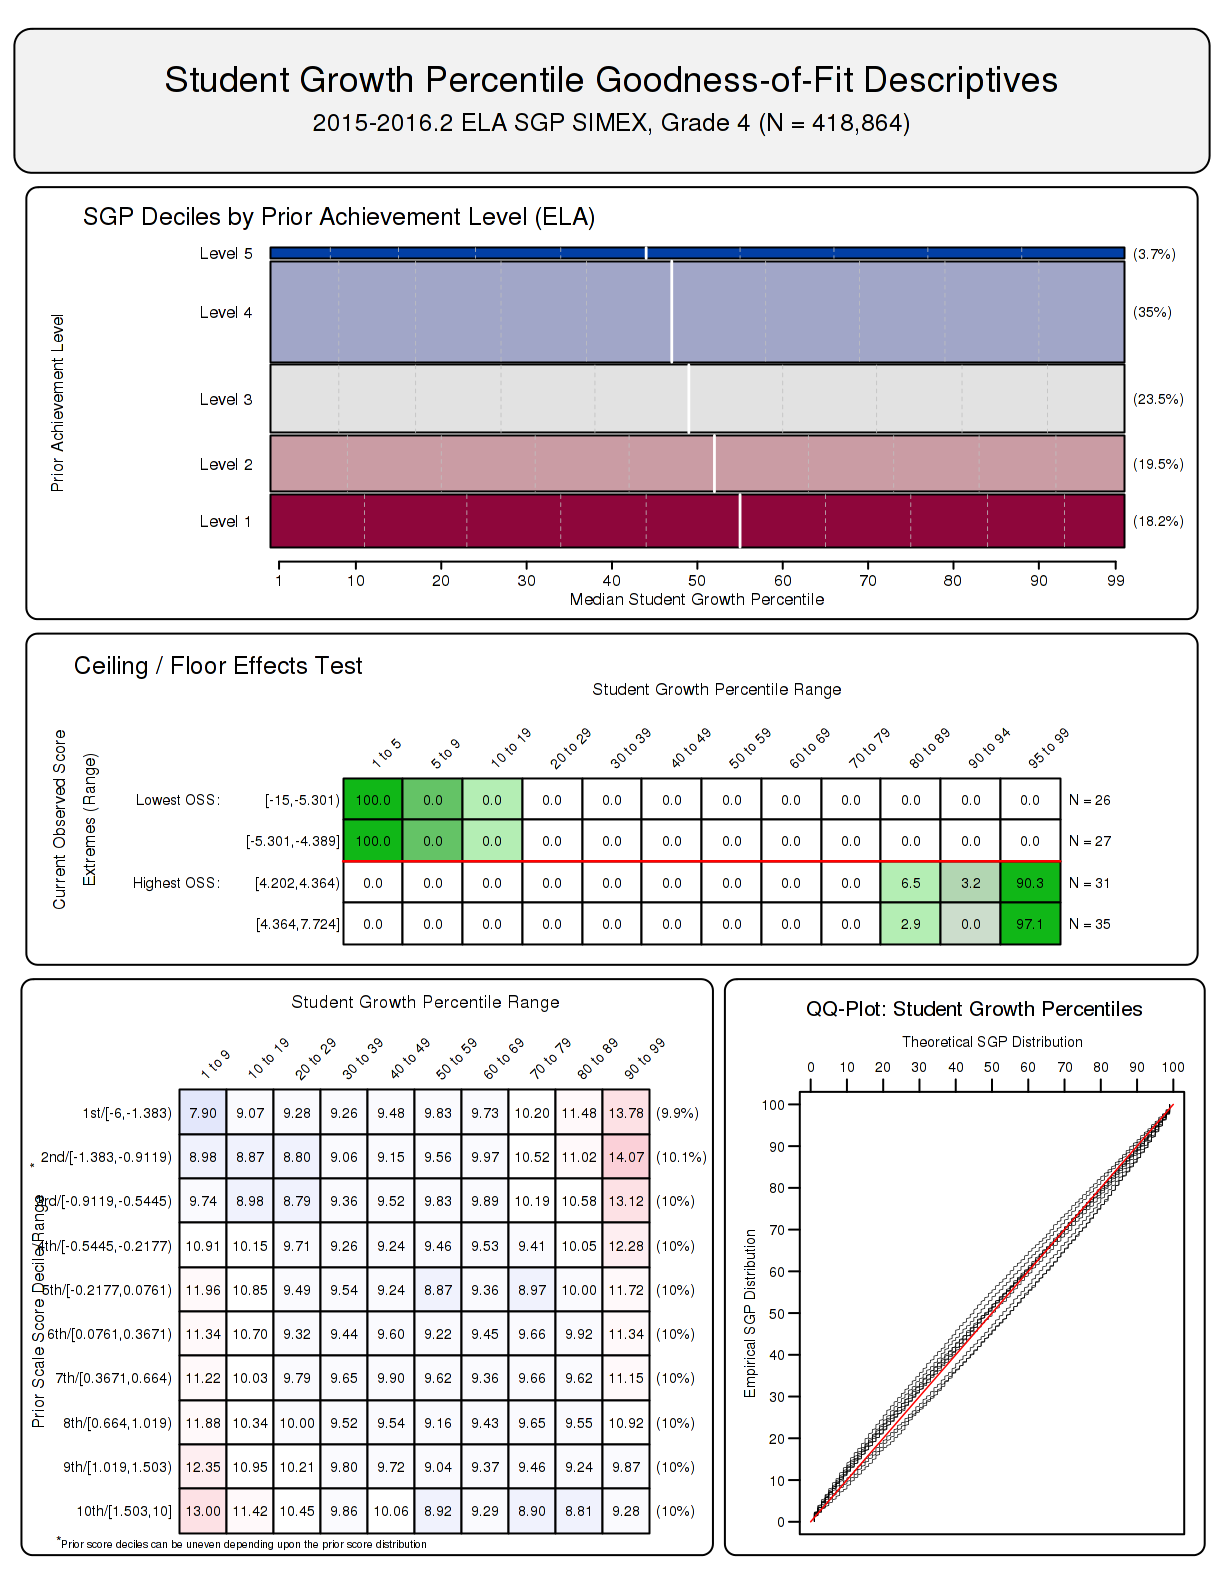 Student Growth Percentile Goodness-of-Fit Descriptives
2015-2016.2 ELA SGP SIMEX, Grade 4 (N = 418,864)
SGP Deciles by Prior Achievement Level (ELA)
Prior Achievement Level
Level 5 (3.7%)
Level 4 (35%)
Level 3 (23.5%)
Level 2 (19.5%)
Level 1 (18.2%)
1 10 20 30 40 50 60 70 80 90 99
Median Student Growth Percentile
Ceiling / Floor Effects Test
Student Growth Percentile Range
Current Observed Score
Extremes (Range)
1 to 5 5 to 9 10 to 19 20 to 29 30 to 39 40 to 49 50 to 59 60 to 69 70 to 79 80 to 89 90 to 94 95 to 99
Lowest OSS: [-15,-5.301) 100.0 0.0 0.0 0.0 0.0 0.0 0.0 0.0 0.0 0.0 0.0 0.0 N = 26
[-5.301,-4.389] 100.0 0.0 0.0 0.0 0.0 0.0 0.0 0.0 0.0 0.0 0.0 0.0 N = 27
Highest OSS: [4.202,4.364) 0.0 0.0 0.0 0.0 0.0 0.0 0.0 0.0 0.0 6.5 3.2 90.3 N = 31
[4.364,7.724] 0.0 0.0 0.0 0.0 0.0 0.0 0.0 0.0 0.0 2.9 0.0 97.1 N = 35
Student Growth Percentile Range
Prior Scale Score Decile/Range *
1 to 9 10 to 19 20 to 29 30 to 39 40 to 49 50 to 59 60 to 69 70 to 79 80 to 89 90 to 99
1st/[-6,-1.383) 7.90 9.07 9.28 9.26 9.48 9.83 9.73 10.20 11.48 13.78 (9.9%)
2nd/[-1.383,-0.9119) 8.98 8.87 8.80 9.06 9.15 9.56 9.97 10.52 11.02 14.07 (10.1%)
3rd/[-0.9119,-0.5445) 9.74 8.98 8.79 9.36 9.52 9.83 9.89 10.19 10.58 13.12 (10%)
4th/[-0.5445,-0.2177) 10.91 10.15 9.71 9.26 9.24 9.46 9.53 9.41 10.05 12.28 (10%)
5th/[-0.2177,0.0761) 11.96 10.85 9.49 9.54 9.24 8.87 9.36 8.97 10.00 11.72 (10%)
6th/[0.0761,0.3671) 11.34 10.70 9.32 9.44 9.60 9.22 9.45 9.66 9.92 11.34 (10%)
7th/[0.3671,0.664) 11.22 10.03 9.79 9.65 9.90 9.62 9.36 9.66 9.62 11.15 (10%)
8th/[0.664,1.019) 11.88 10.34 10.00 9.52 9.54 9.16 9.43 9.65 9.55 10.92 (10%)
9th/[1.019,1.503) 12.35 10.95 10.21 9.80 9.72 9.04 9.37 9.46 9.24 9.87 (10%)
10th/[1.503,10] 13.00 11.42 10.45 9.86 10.06 8.92 9.29 8.90 8.81 9.28 (10%)
*Prior score deciles can be uneven depending upon the prior score distribution
QQ-Plot: Student Growth Percentiles
Theoretical SGP Distribution
0 10 20 30 40 50 60 70 80 90 100
Empirical SGP Distribution
100
90
80
70
60
50
40
30
20
10
0